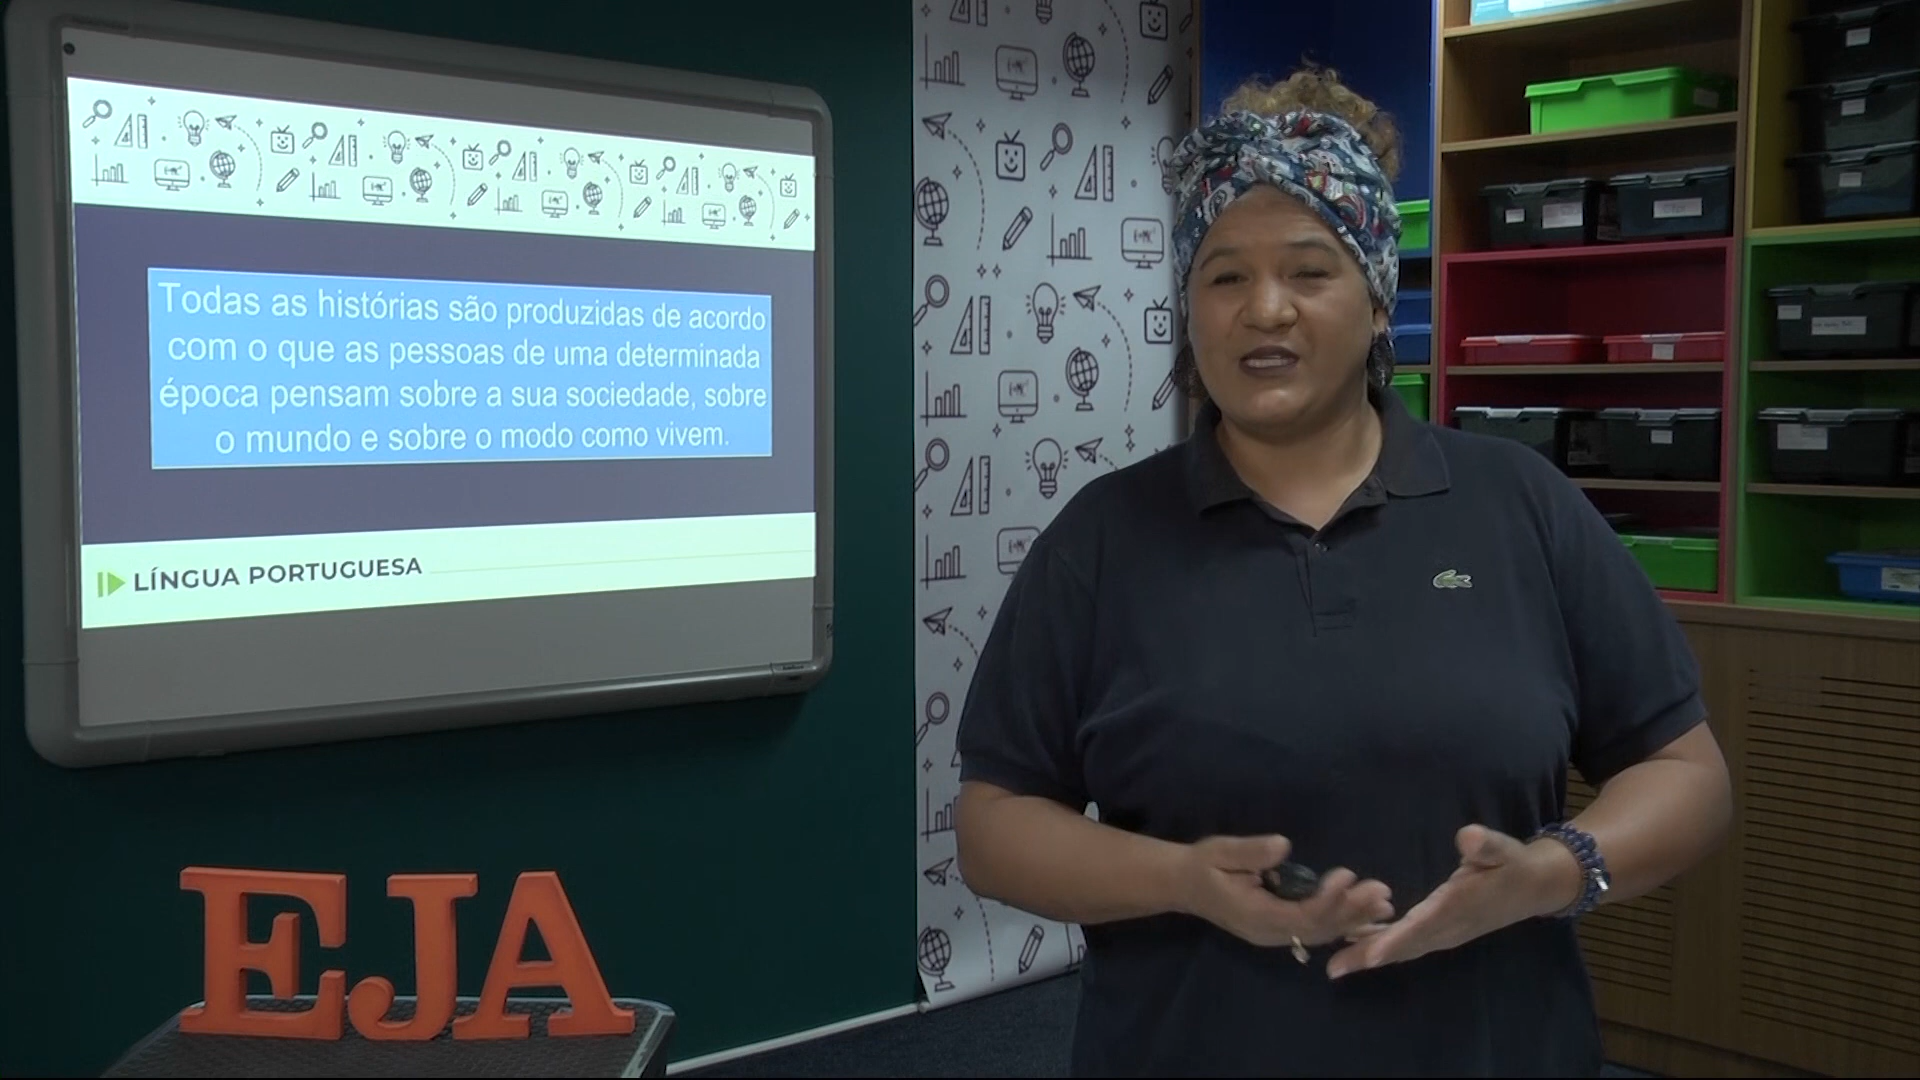 Todas as histórias são produzidas de acordo
com o que as pessoas de uma determinada
época pensam sobre a sua sociedade, sobre
o mundo e sobre o modo como vivem.
LÍNGUA PORTUGUESA
EJA